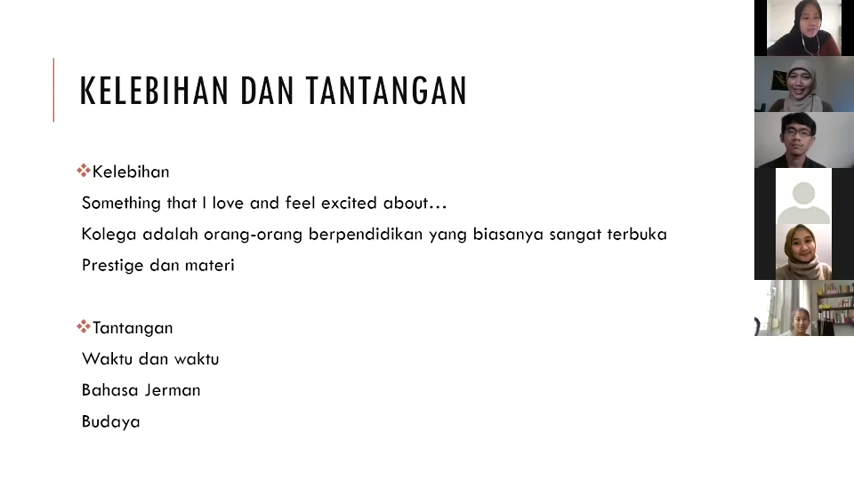 KELEBIHAN DAN TANTANGAN
Kelebihan
Something that I love and feel excited about...
Kolega adalah orang-orang berpendidikan yang biasanya sangat terbuka
Prestige dan materi
Tantangan
Waktu dan waktu
Bahasa Jerman
Budaya